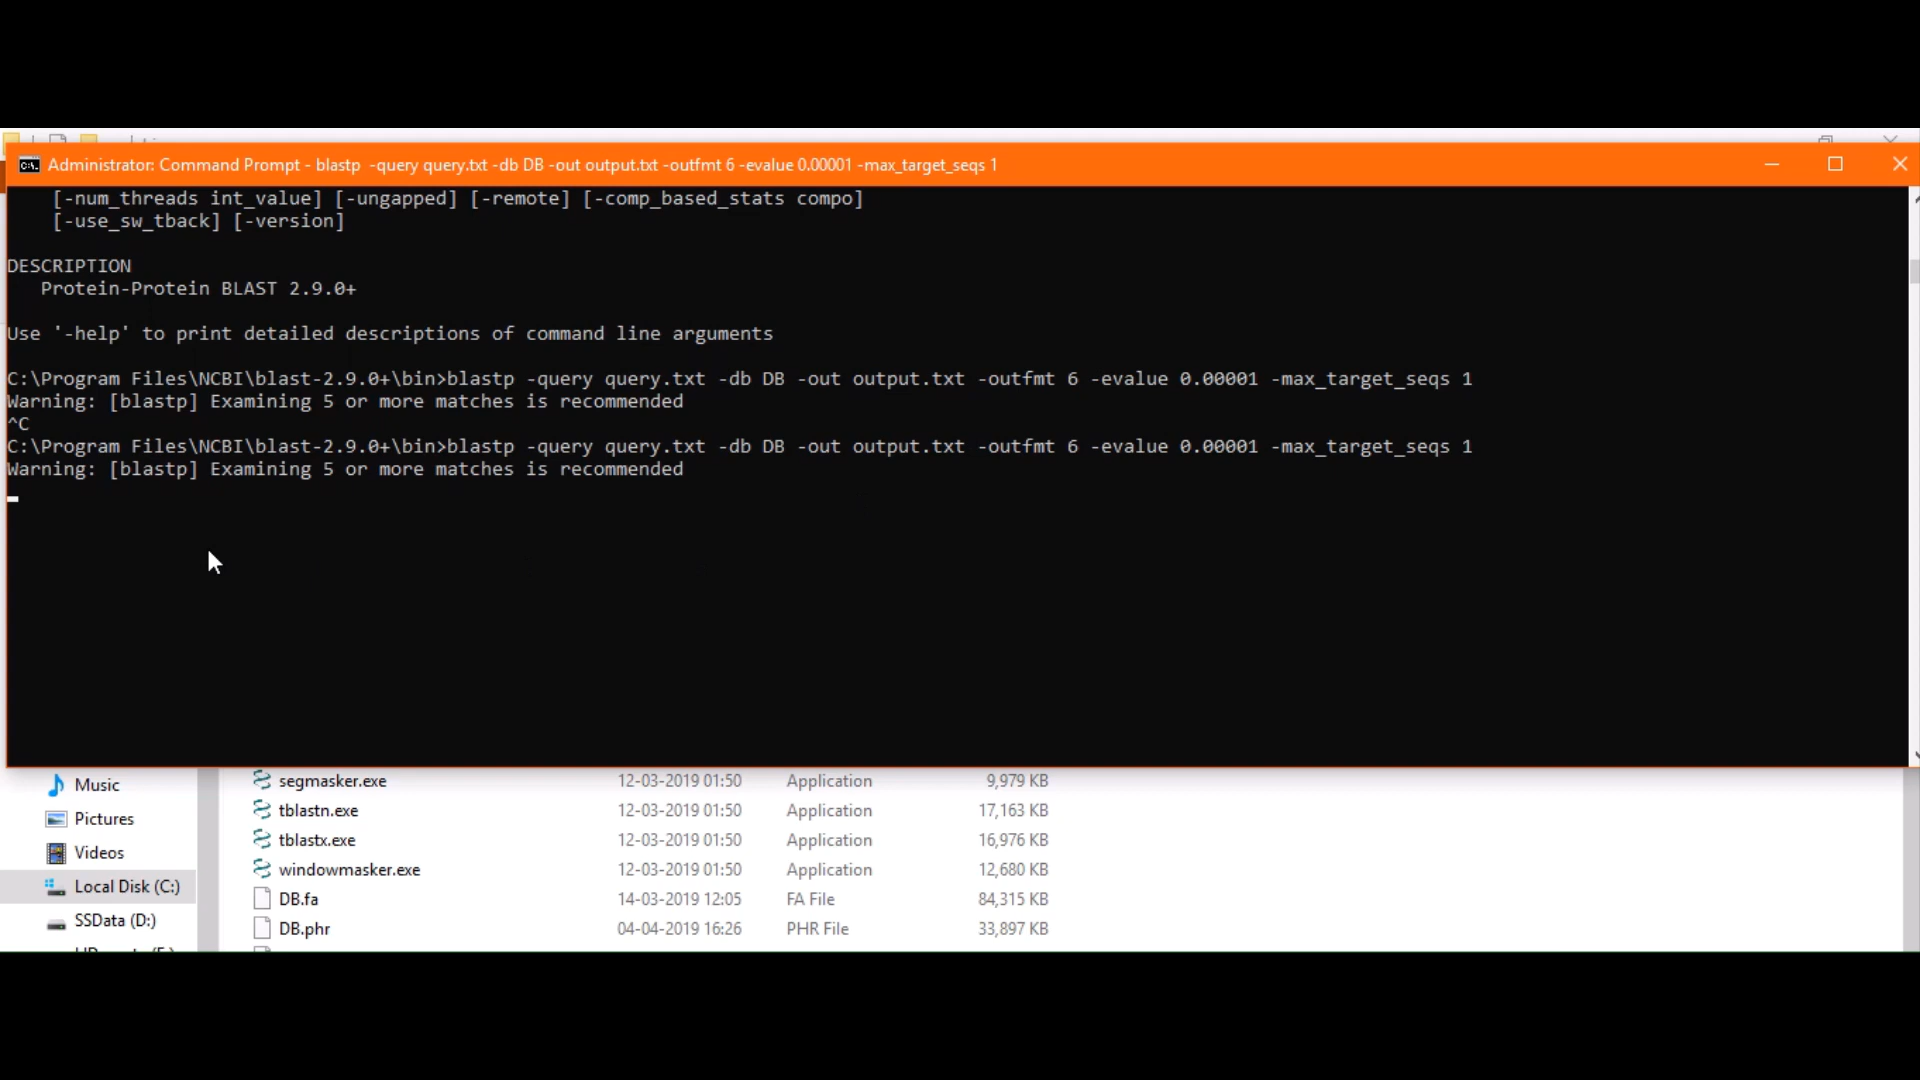 Administrator: Command Prompt - blastp  -query query.txt -db DB -out output.txt -outfmt 6 -evalue 0.00001 -max_target_seqs 1
[-num_threads int_value] [-ungapped] [-remote] [-comp_based_stats compo]
[-use_sw_tback] [-version]
DESCRIPTION
Protein-Protein BLAST 2.9.0+
Use '-help' to print detailed descriptions of command line arguments
C:\Program Files\NCBI\blast-2.9.0+\bin>blastp -query query.txt -db DB -out output.txt -outfmt 6 -evalue 0.00001 -max_target_seqs 1
Warning: [blastp] Examining 5 or more matches is recommended
^C
C:\Program Files\NCBI\blast-2.9.0+\bin>blastp -query query.txt -db DB -out output.txt -outfmt 6 -evalue 0.00001 -max_target_seqs 1
Warning: [blastp] Examining 5 or more matches is recommended
Music
Pictures
Videos
Local Disk (C:)
SSData (D:)
segmasker.exe 12-03-2019 01:50 Application 9,979 KB
tblastn.exe 12-03-2019 01:50 Application 17,163 KB
tblastx.exe 12-03-2019 01:50 Application 16,976 KB
windowmasker.exe 12-03-2019 01:50 Application 12,680 KB
DB.fa 14-03-2019 12:05 FA File 84,315 KB
DB.phr 04-04-2019 16:26 PHR File 33,897 KB